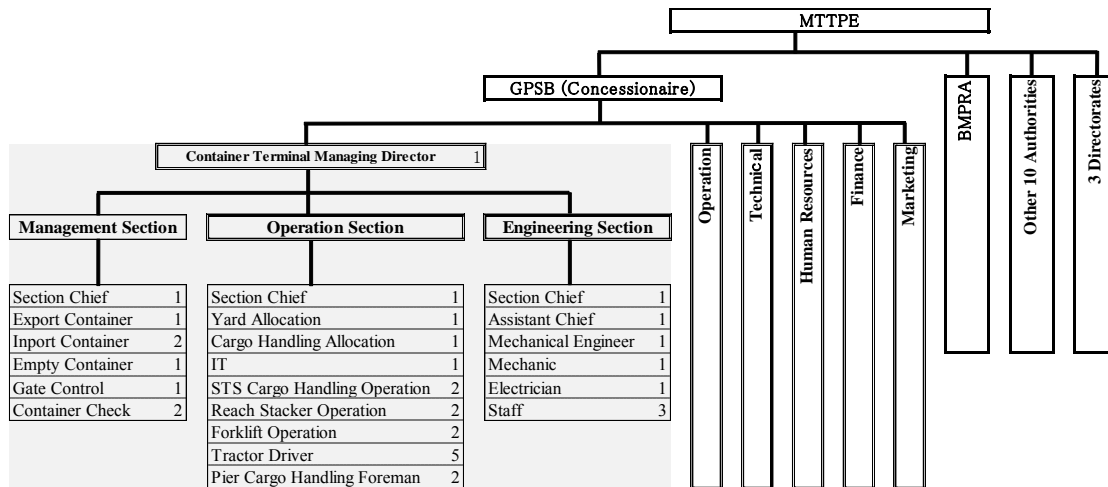 MTTPE
GPSB (Concessionaire)
BMPRA
Other 10 Authorities
3 Directorates
Container Terminal Managing Director 1
Operation
Technical
Human Resources
Finance
Marketing
Management Section
Operation Section
Engineering Section
Section Chief 1
Export Container 1
Inport Container 2
Empty Container 1
Gate Control 1
Container Check 2
Section Chief 1
Yard Allocation 1
Cargo Handling Allocation 1
IT 1
STS Cargo Handling Operation 2
Reach Stacker Operation 2
Forklift Operation 2
Tractor Driver 5
Pier Cargo Handling Foreman 2
Section Chief 1
Assistant Chief 1
Mechanical Engineer 1
Mechanic 1
Electrician 1
Staff 3